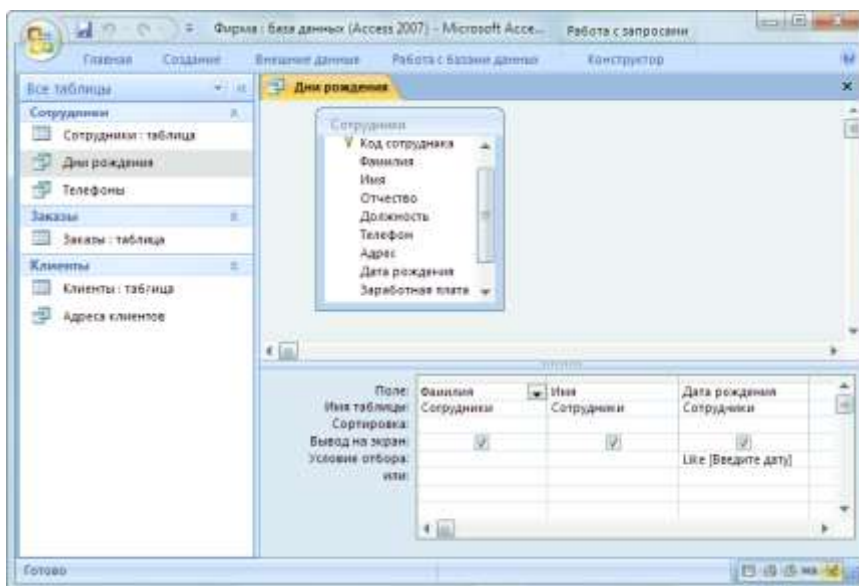 Фирма : база данных (Access 2007) - Microsoft Acce... Работа с запросами
Главная Создание Внешние данные Работа с базами данных Конструктор
Все таблицы
Дни рождения
Сотрудники
Сотрудники : таблица
Дни рождения
Телефоны
Заказы
Заказы : таблица
Клиенты
Клиенты : таблица
Адреса клиентов
Сотрудники
Код сотрудника
Фамилия
Имя
Отчество
Должность
Телефон
Адрес
Дата рождения
Заработная плата
Поле: Фамилия Имя Дата рождения
Имя таблицы: Сотрудники Сотрудники Сотрудники
Сортировка:
Вывод на экран:
Условие отбора: Like [Введите дату]
или:
Готово